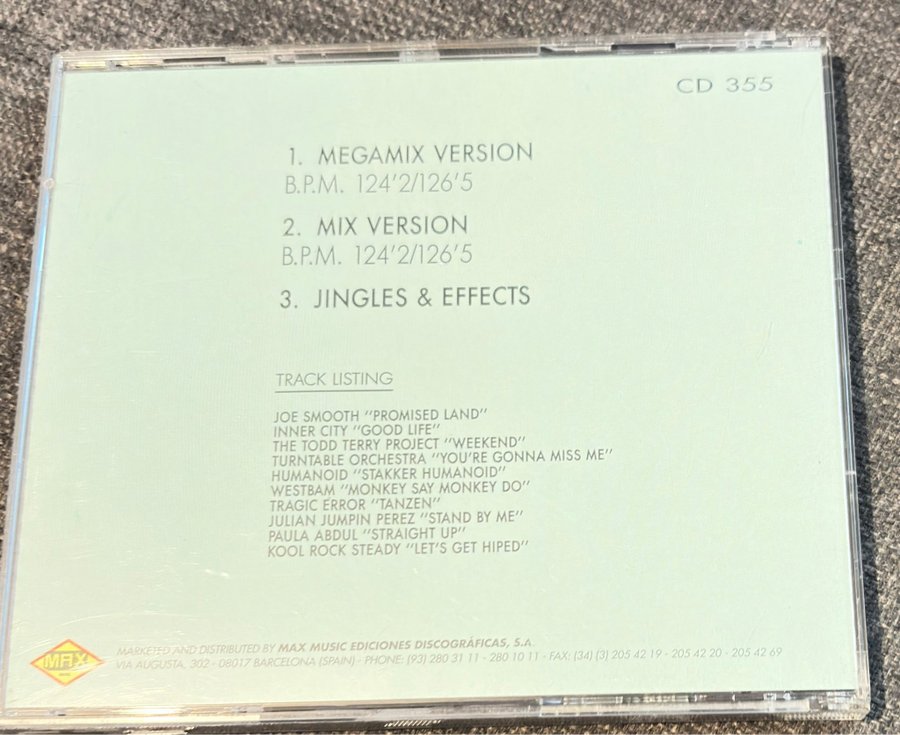 CD 355
1. MEGAMIX VERSION
B.P.M. 124'2/126'5
2. MIX VERSION
B.P.M. 124'2/126'5
3. JINGLES & EFFECTS
TRACK LISTING
JOE SMOOTH "PROMISED LAND"
INNER CITY "GOOD LIFE"
THE TODD TERRY PROJECT "WEEKEND"
TURNTABLE ORCHESTRA "YOU'RE GONNA MISS ME"
HUMANOID "STAKKER HUMANOID"
WESTBAM "MONKEY SAY MONKEY DO"
TRAGIC ERROR "TANZEN"
JULIAN JUMPIN PEREZ "STAND BY ME"
PAULA ABDUL "STRAIGHT UP"
KOOL ROCK STEADY "LET'S GET HIPED"
MAX
MARKETED AND DISTRIBUTED BY MAX MUSIC EDICIONES DISCOGRÁFICAS, S.A.
VIA AUGUSTA, 302 - 08017 BARCELONA (SPAIN) - PHONE: (93) 280 31 11 - 280 10 11 - FAX: (34) (3) 205 42 19 - 205 42 20 - 205 42 69